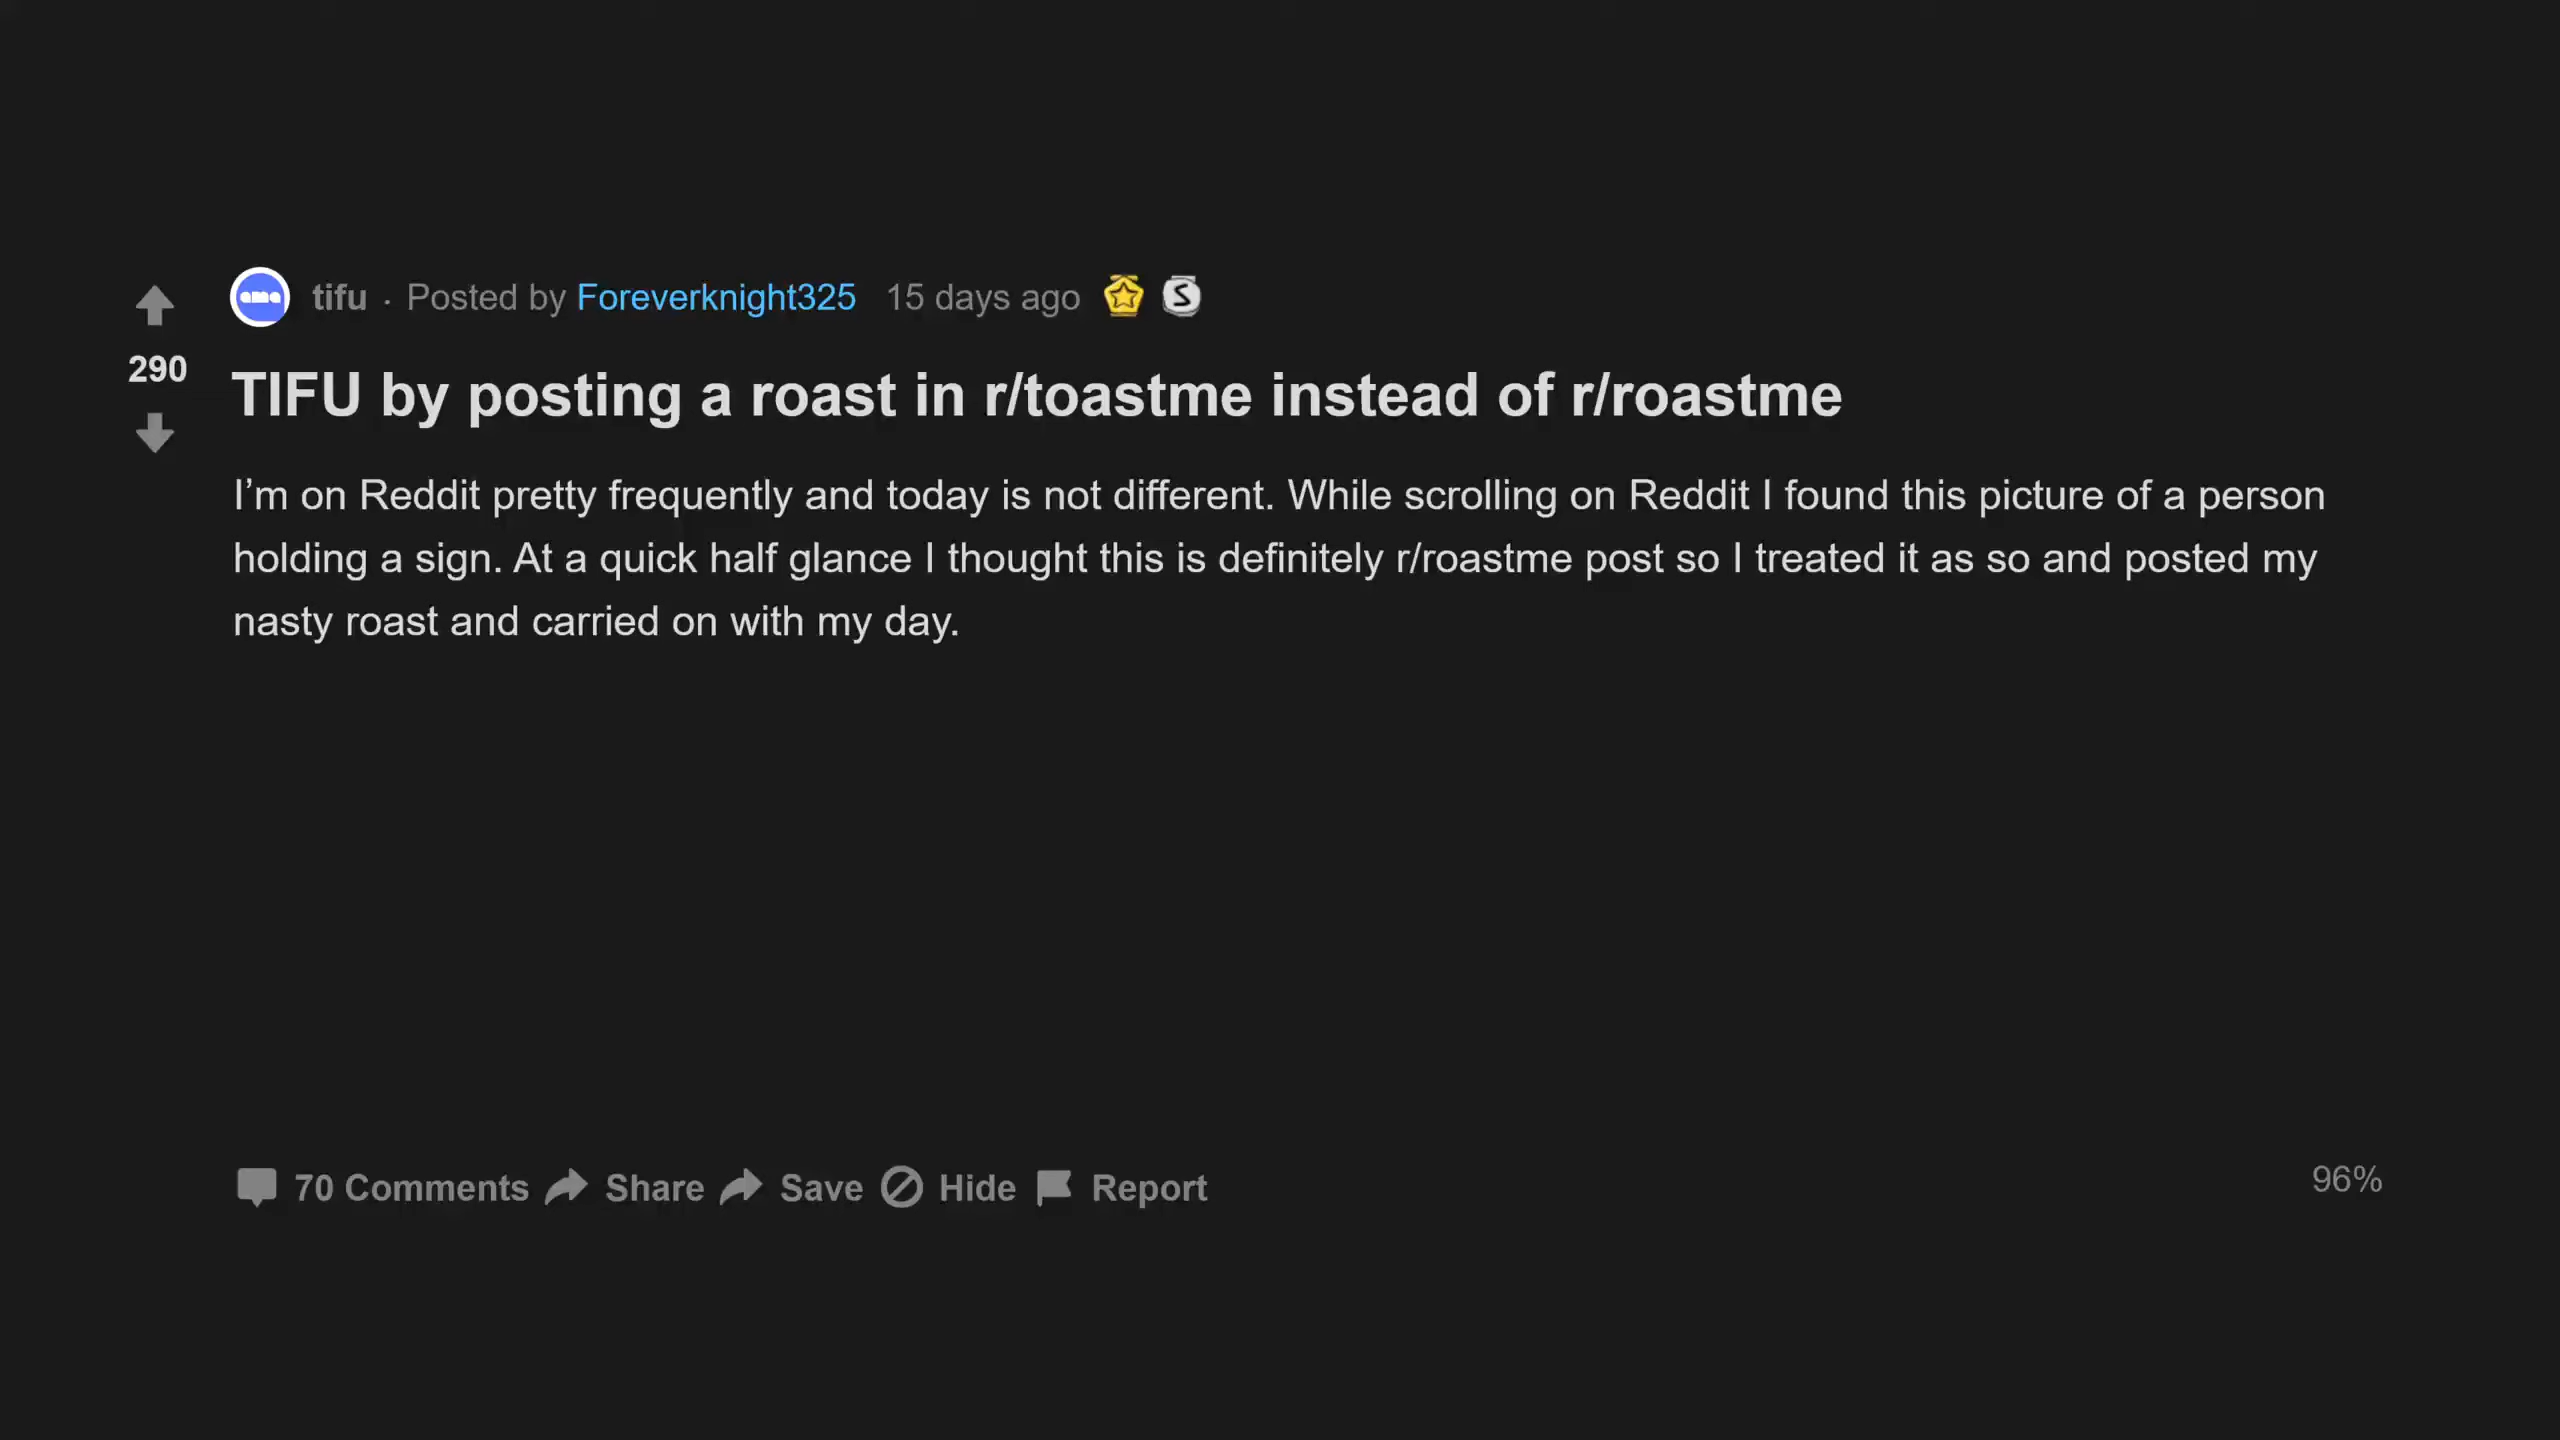 tifu · Posted by Foreverknight325 15 days ago
290
TIFU by posting a roast in r/toastme instead of r/roastme
I’m on Reddit pretty frequently and today is not different. While scrolling on Reddit I found this picture of a person
holding a sign. At a quick half glance I thought this is definitely r/roastme post so I treated it as so and posted my
nasty roast and carried on with my day.
70 Comments Share Save Hide Report 96%